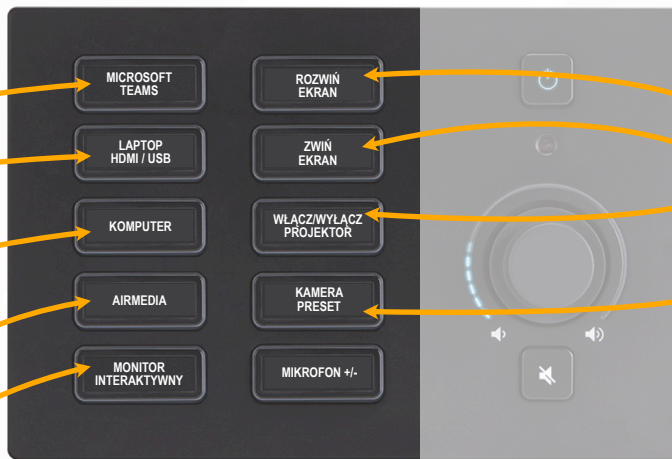 MICROSOFT
TEAMS
LAPTOP
HDMI / USB
KOMPUTER
AIRMEDIA
MONITOR
INTERAKTYWNY
ROZWIŃ
EKRAN
ZWIŃ
EKRAN
WŁĄCZ/WYŁĄCZ
PROJEKTOR
KAMERA
PRESET
MIKROFON +/-